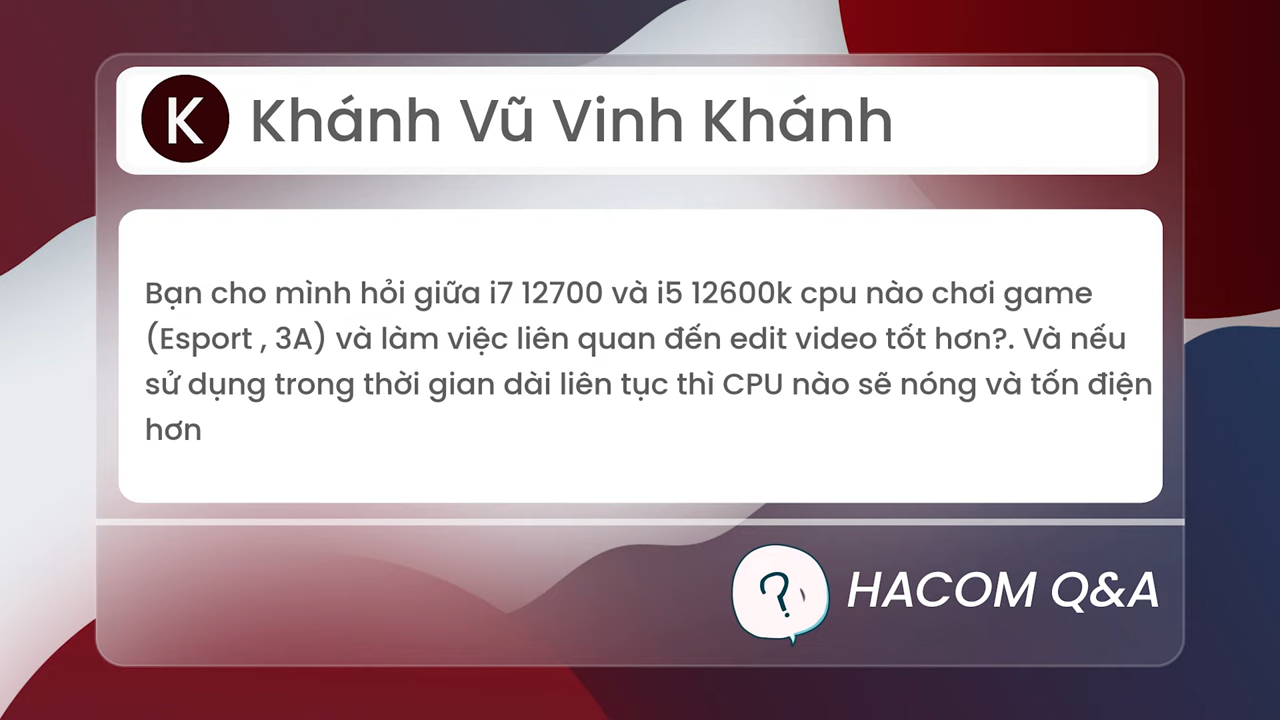 K
Khánh Vũ Vinh Khánh
Bạn cho mình hỏi giữa i7 12700 và i5 12600k cpu nào chơi game
(Esport , 3A) và làm việc liên quan đến edit video tốt hơn?. Và nếu
sử dụng trong thời gian dài liên tục thì CPU nào sẽ nóng và tốn điện
hơn
?
HACOM Q&A